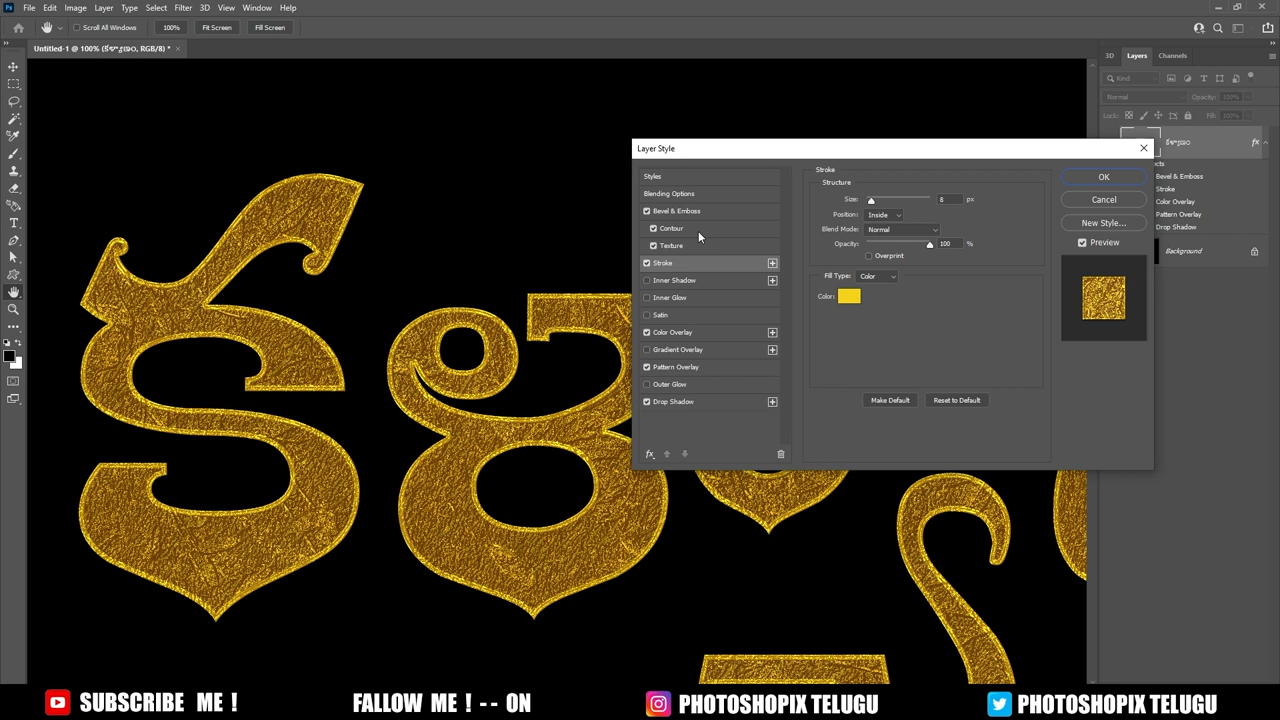 File Edit Image Layer Type Select Filter 3D View Window Help
Scroll All Windows 100% Fit Screen Fill Screen
3D Layers Channels
Kind
Normal Opacity: 100%
Lock: Fill: 100%
fx
Bevel & Emboss
Stroke
Color Overlay
Pattern Overlay
Drop Shadow
Background
Layer Style
Styles
Blending Options
Bevel & Emboss
Contour
Texture
Stroke
Inner Shadow
Inner Glow
Satin
Color Overlay
Gradient Overlay
Pattern Overlay
Outer Glow
Drop Shadow
fx
Stroke
Structure
Size: 8 px
Position: Inside
Blend Mode: Normal
Opacity: 100 %
Overprint
Fill Type: Color
Color:
Make Default Reset to Default
OK
Cancel
New Style...
Preview
SUBSCRIBE ME ! FALLOW ME ! -- ON PHOTOSHOPIX TELUGU PHOTOSHOPIX TELUGU